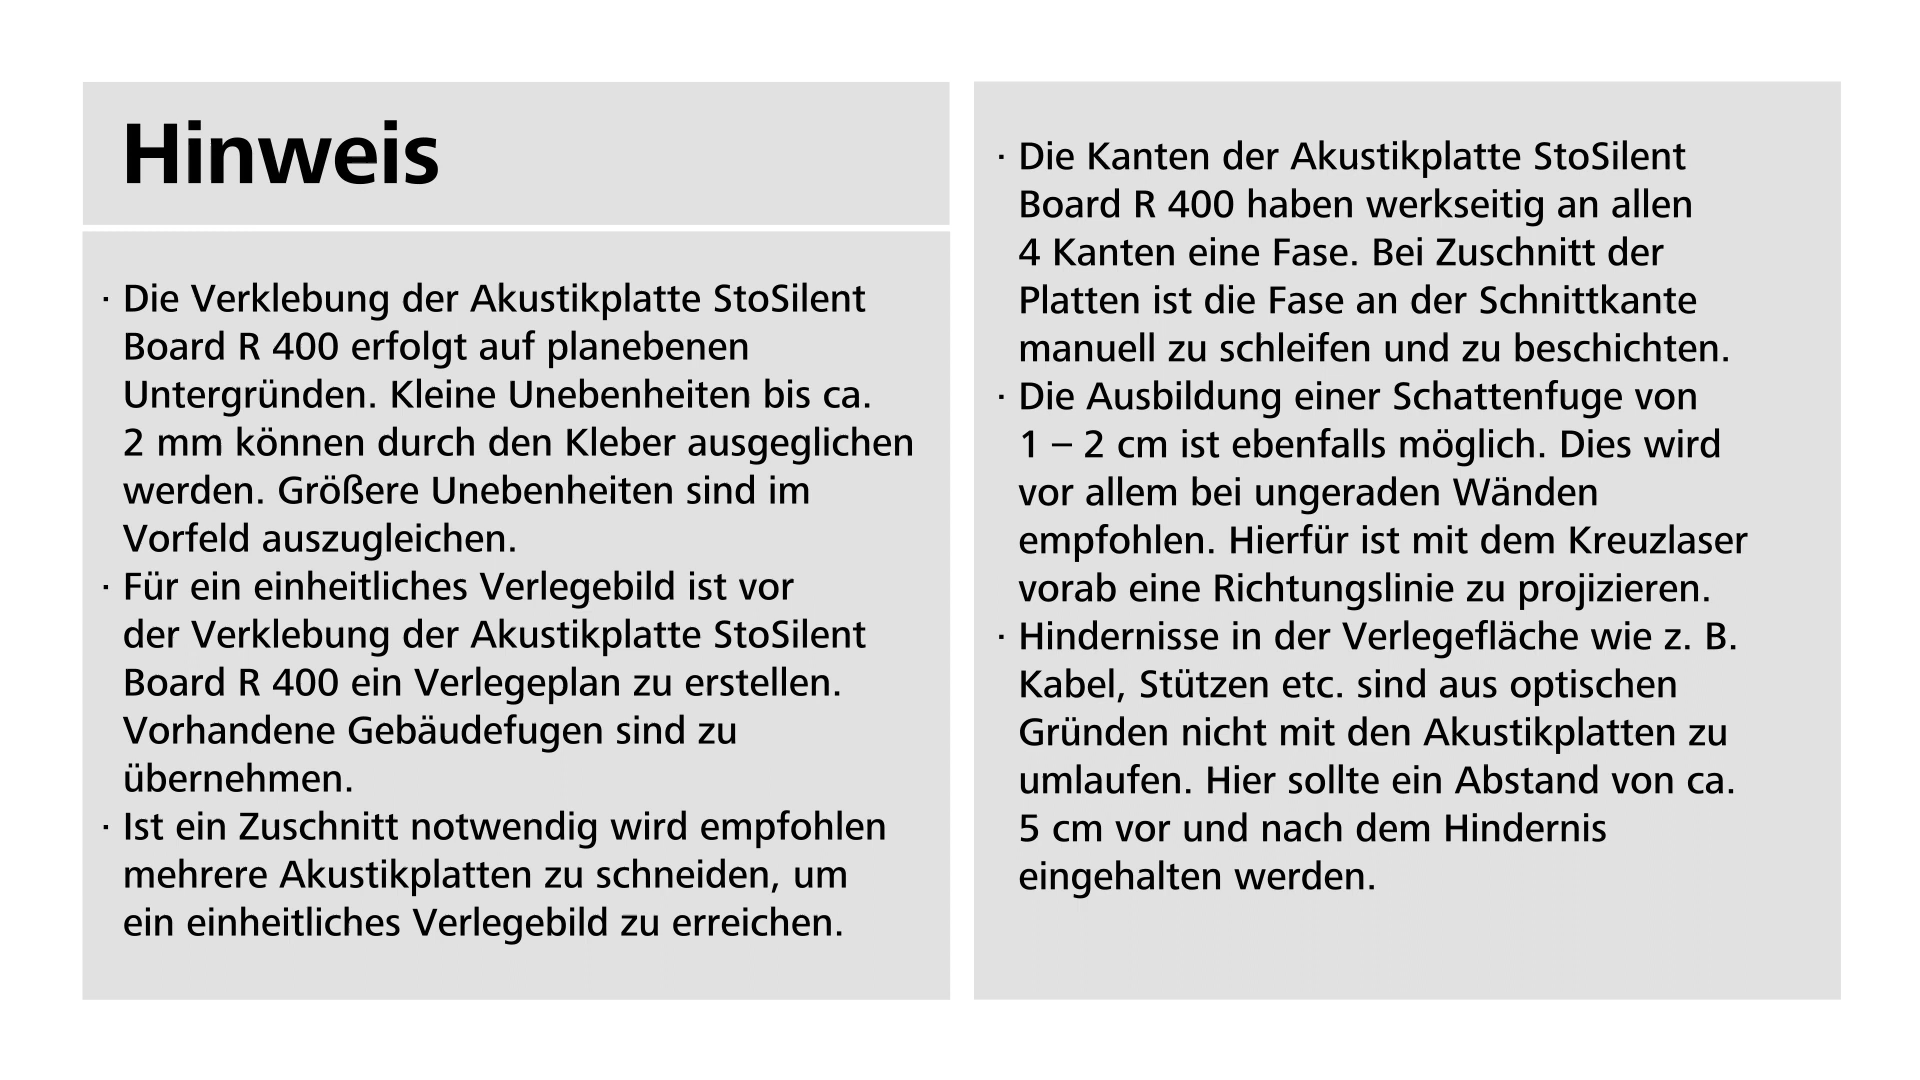 Hinweis
· Die Verklebung der Akustikplatte StoSilent
Board R 400 erfolgt auf planebenen
Untergründen. Kleine Unebenheiten bis ca.
2 mm können durch den Kleber ausgeglichen
werden. Größere Unebenheiten sind im
Vorfeld auszugleichen.
· Für ein einheitliches Verlegebild ist vor
der Verklebung der Akustikplatte StoSilent
Board R 400 ein Verlegeplan zu erstellen.
Vorhandene Gebäudefugen sind zu
übernehmen.
· Ist ein Zuschnitt notwendig wird empfohlen
mehrere Akustikplatten zu schneiden, um
ein einheitliches Verlegebild zu erreichen.
· Die Kanten der Akustikplatte StoSilent
Board R 400 haben werkseitig an allen
4 Kanten eine Fase. Bei Zuschnitt der
Platten ist die Fase an der Schnittkante
manuell zu schleifen und zu beschichten.
· Die Ausbildung einer Schattenfuge von
1 – 2 cm ist ebenfalls möglich. Dies wird
vor allem bei ungeraden Wänden
empfohlen. Hierfür ist mit dem Kreuzlaser
vorab eine Richtungslinie zu projizieren.
· Hindernisse in der Verlegefläche wie z. B.
Kabel, Stützen etc. sind aus optischen
Gründen nicht mit den Akustikplatten zu
umlaufen. Hier sollte ein Abstand von ca.
5 cm vor und nach dem Hindernis
eingehalten werden.